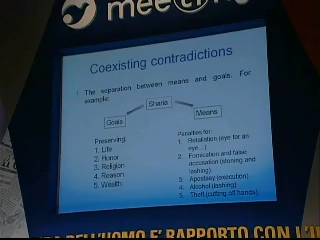 meeting
Coexisting contradictions
1. The separation between means and goals. For
example:
Sharia
Goals
Means
Preserving:
1. Life
2. Honor
3. Religion
4. Reason
5. Wealth
Penalties for:
1. Retaliation (eye for an
eye…)
2. Fornication and false
accusation (stoning and
lashing)
3. Apostasy (execution)
4. Alcohol (lashing)
5. Theft (cutting off hands)
DELL'UOMO E' RAPPORTO CON L'I